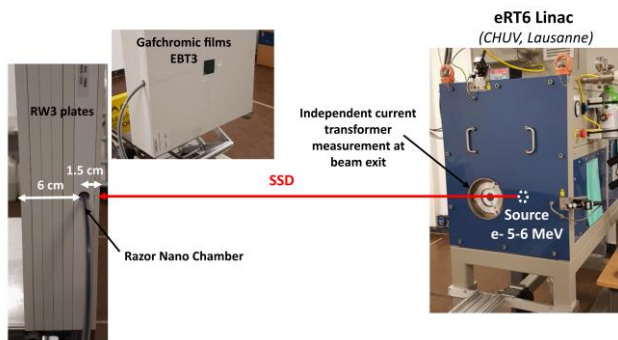 eRT6 Linac
(CHUV, Lausanne)
Gafchromic films
EBT3
RW3 plates
Independent current
transformer
measurement at
beam exit
1.5 cm
6 cm
SSD
Source
e- 5-6 MeV
Razor Nano Chamber